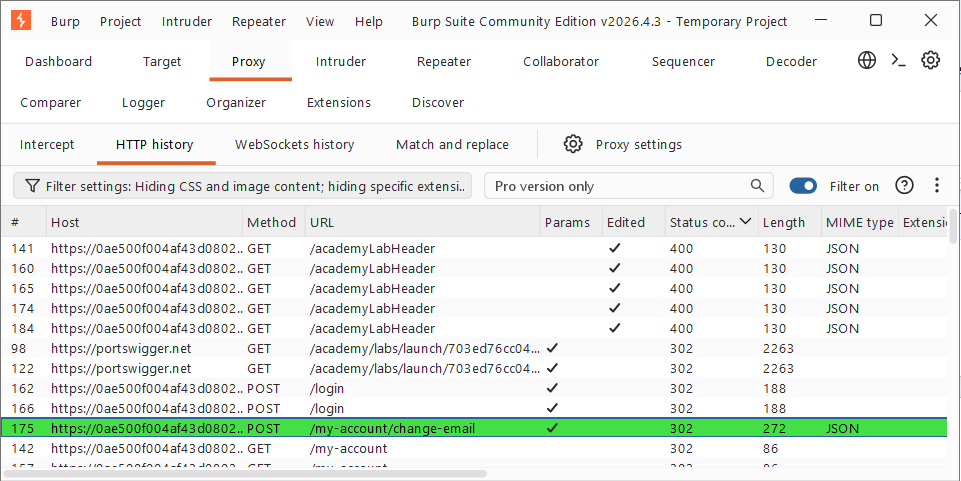 Burp Project Intruder Repeater View Help Burp Suite Community Edition v2026.4.3 - Temporary Project
Dashboard Target Proxy Intruder Repeater Collaborator Sequencer Decoder
Comparer Logger Organizer Extensions Discover
Intercept HTTP history WebSockets history Match and replace Proxy settings
Filter settings: Hiding CSS and image content; hiding specific extensi... Pro version only Filter on
# Host Method URL Params Edited Status co... Length MIME type Extensi
141 https://0ae500f004af43d0802... GET /academyLabHeader ✓ 400 130 JSON
160 https://0ae500f004af43d0802... GET /academyLabHeader ✓ 400 130 JSON
165 https://0ae500f004af43d0802... GET /academyLabHeader ✓ 400 130 JSON
174 https://0ae500f004af43d0802... GET /academyLabHeader ✓ 400 130 JSON
184 https://0ae500f004af43d0802... GET /academyLabHeader ✓ 400 130 JSON
98 https://portswigger.net GET /academy/labs/launch/703ed76cc04... ✓ 302 2263
122 https://portswigger.net GET /academy/labs/launch/703ed76cc04... ✓ 302 2263
162 https://0ae500f004af43d0802... POST /login ✓ 302 188
166 https://0ae500f004af43d0802... POST /login ✓ 302 188
175 https://0ae500f004af43d0802... POST /my-account/change-email ✓ 302 272 JSON
142 https://0ae500f004af43d0802... GET /my-account 302 86